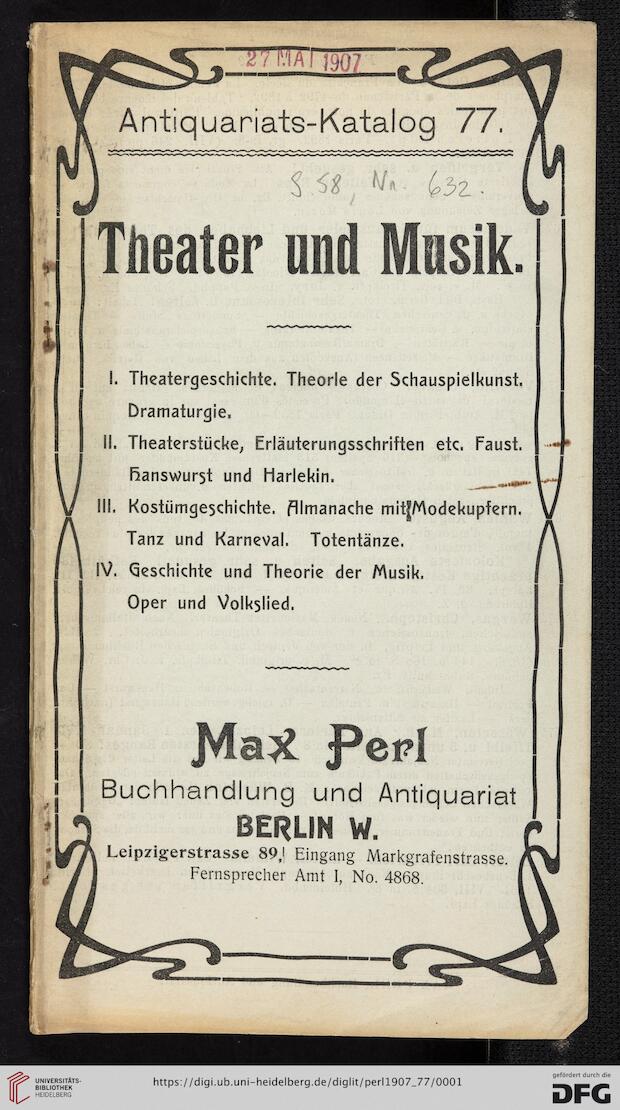 27 MAI 1907
Antiquariats-Katalog 77.
S. 58, Nr. 632.
Theater und Musik.
I. Theatergeschichte. Theorie der Schauspielkunst.
Dramaturgie.
II. Theaterstücke, Erläuterungsschriften etc. Faust.
Hanswurst und Harlekin.
III. Kostümgeschichte. Almanache mit Modekupfern.
Tanz und Karneval. Totentänze.
IV. Geschichte und Theorie der Musik.
Oper und Volkslied.
Max Perl
Buchhandlung und Antiquariat
BERLIN W.
Leipzigerstrasse 89, Eingang Markgrafenstrasse.
Fernsprecher Amt I, No. 4868.
UNIVERSITÄTS-
BIBLIOTHEK
HEIDELBERG
https://digi.ub.uni-heidelberg.de/diglit/perl1907_77/0001
gefördert durch die
DFG